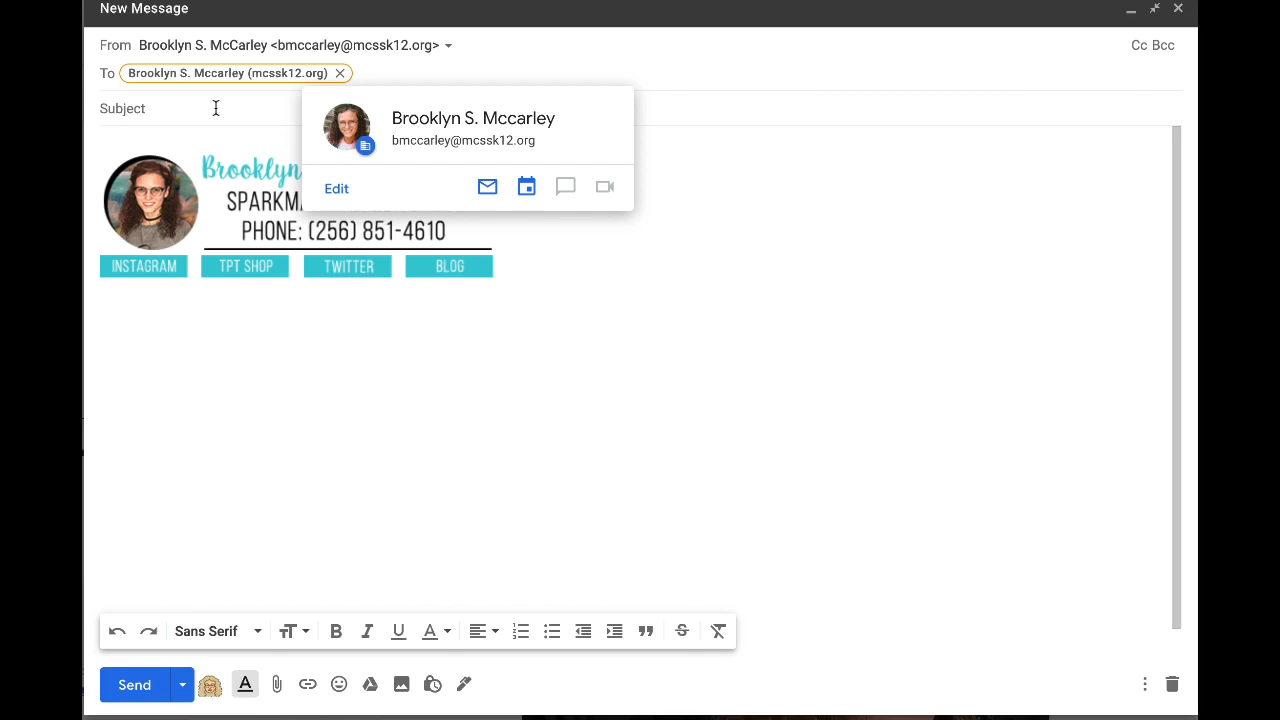 New Message
From Brooklyn S. McCarley <bmccarley@mcssk12.org>
Cc Bcc
To Brooklyn S. Mccarley (mcssk12.org)
Subject
Brooklyn S. Mccarley
bmccarley@mcssk12.org
Edit
Brooklyn
PHONE: (256) 851-4610
INSTAGRAM TPT SHOP TWITTER BLOG
Sans Serif
Send